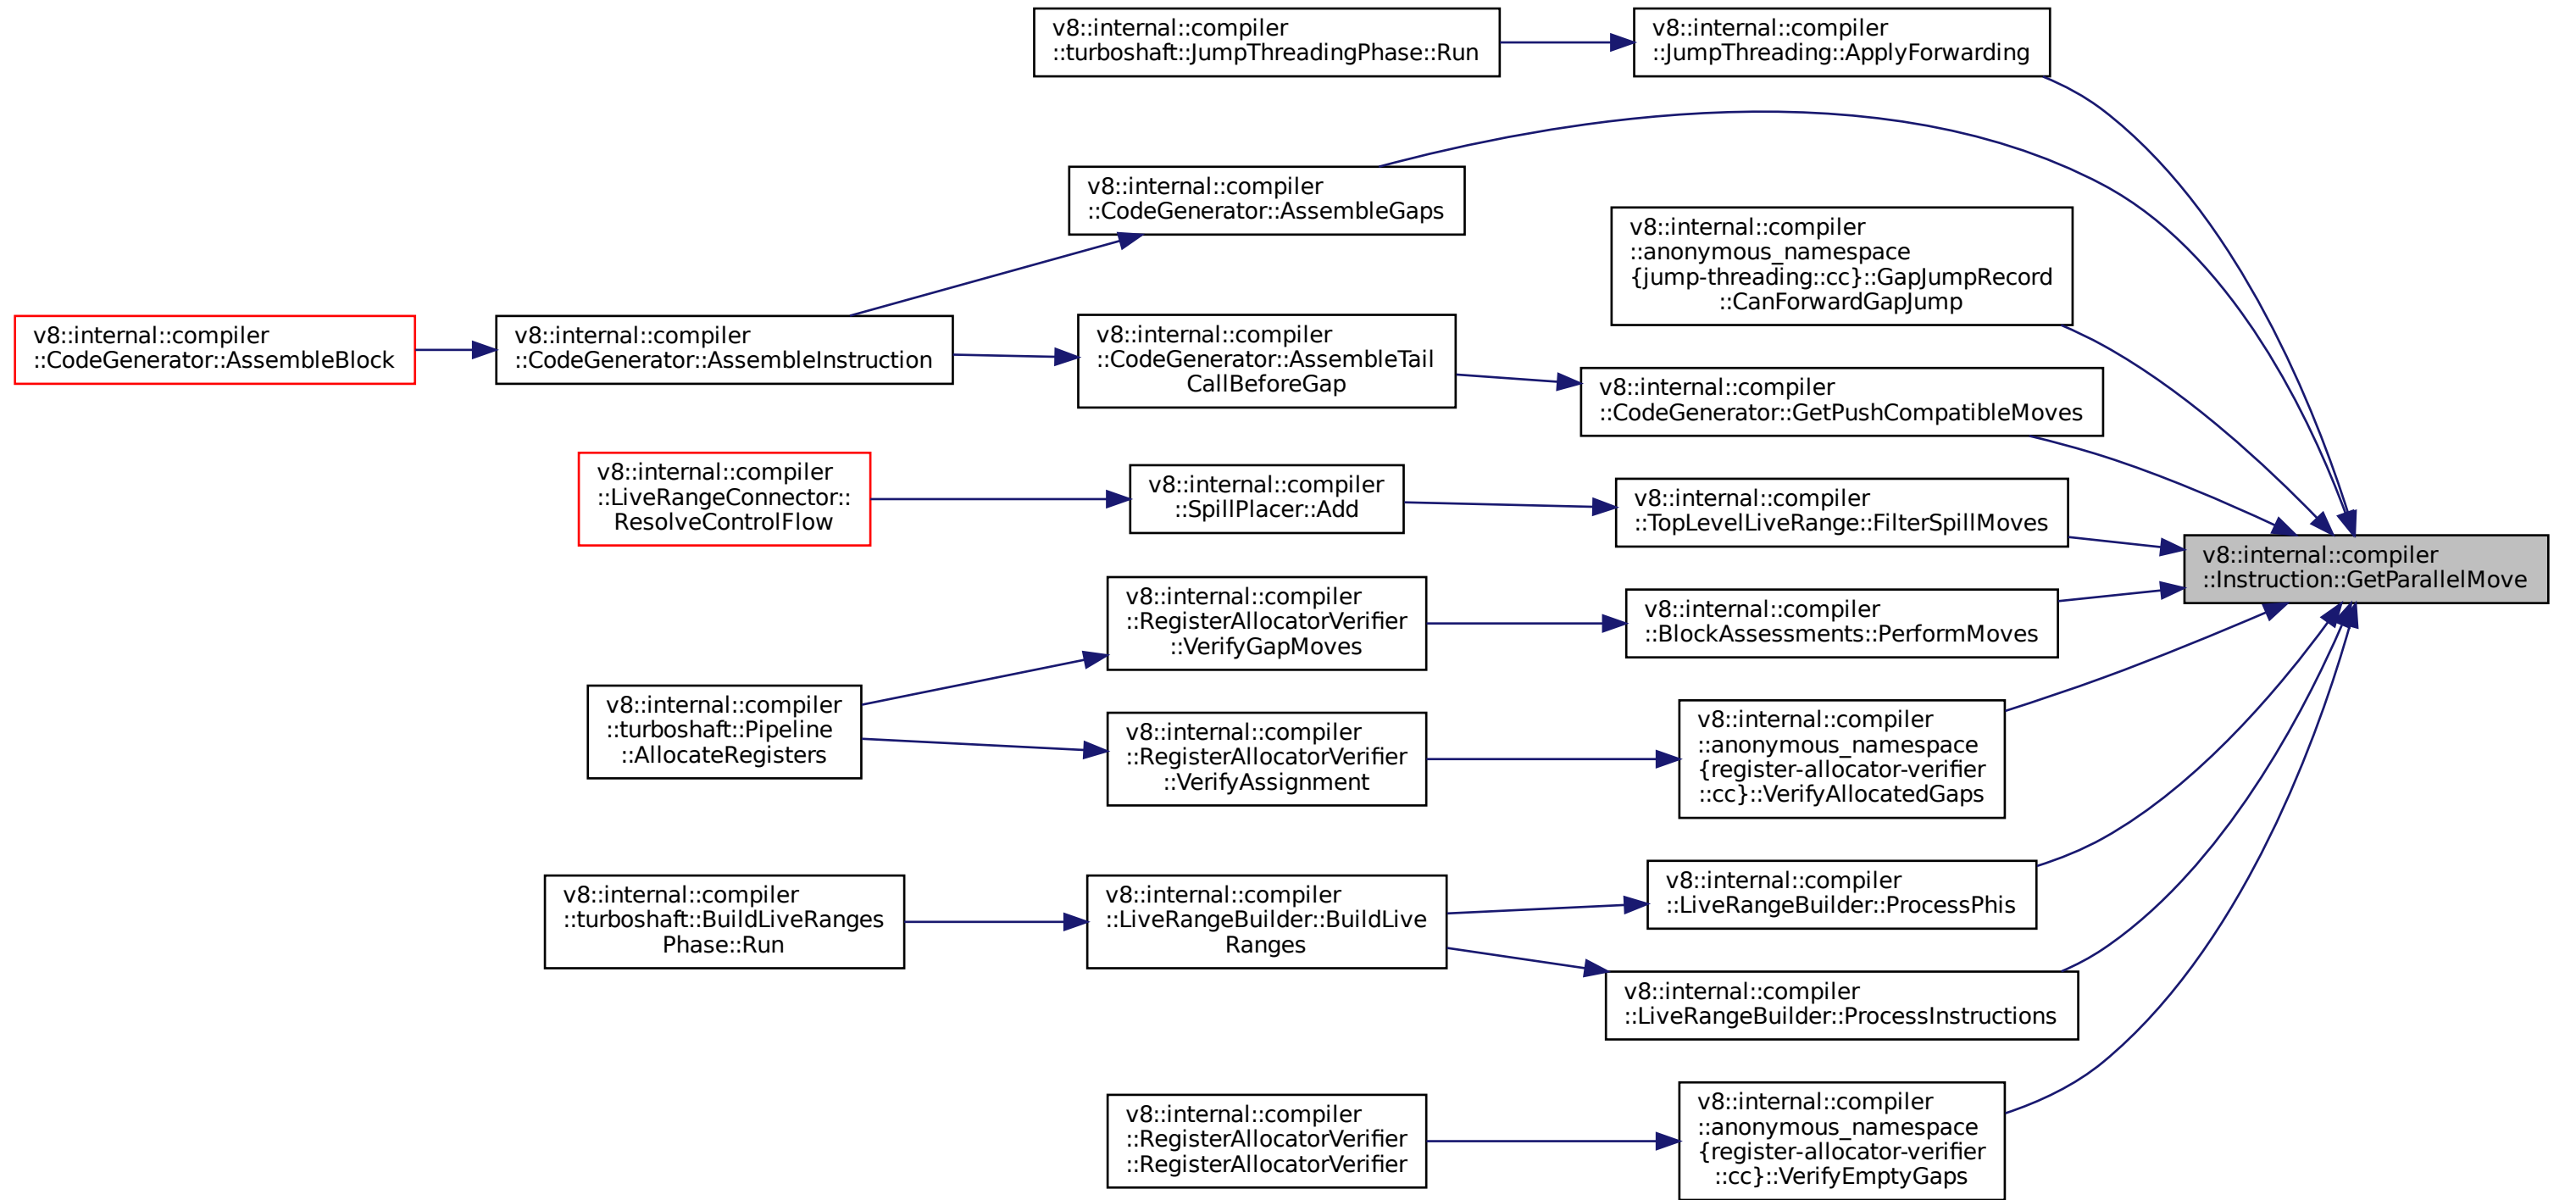 v8::internal::compiler
::turboshaft::JumpThreadingPhase::Run
v8::internal::compiler
::JumpThreading::ApplyForwarding
v8::internal::compiler
::CodeGenerator::AssembleGaps
v8::internal::compiler
::anonymous_namespace
{jump-threading::cc}::GapJumpRecord
::CanForwardGapJump
v8::internal::compiler
::CodeGenerator::AssembleBlock
v8::internal::compiler
::CodeGenerator::AssembleInstruction
v8::internal::compiler
::CodeGenerator::AssembleTail
CallBeforeGap
v8::internal::compiler
::CodeGenerator::GetPushCompatibleMoves
v8::internal::compiler
::LiveRangeConnector::
ResolveControlFlow
v8::internal::compiler
::SpillPlacer::Add
v8::internal::compiler
::TopLevelLiveRange::FilterSpillMoves
v8::internal::compiler
::Instruction::GetParallelMove
v8::internal::compiler
::RegisterAllocatorVerifier
::VerifyGapMoves
v8::internal::compiler
::BlockAssessments::PerformMoves
v8::internal::compiler
::turboshaft::Pipeline
::AllocateRegisters
v8::internal::compiler
::RegisterAllocatorVerifier
::VerifyAssignment
v8::internal::compiler
::anonymous_namespace
{register-allocator-verifier
::cc}::VerifyAllocatedGaps
v8::internal::compiler
::turboshaft::BuildLiveRanges
Phase::Run
v8::internal::compiler
::LiveRangeBuilder::BuildLive
Ranges
v8::internal::compiler
::LiveRangeBuilder::ProcessPhis
v8::internal::compiler
::LiveRangeBuilder::ProcessInstructions
v8::internal::compiler
::RegisterAllocatorVerifier
::RegisterAllocatorVerifier
v8::internal::compiler
::anonymous_namespace
{register-allocator-verifier
::cc}::VerifyEmptyGaps